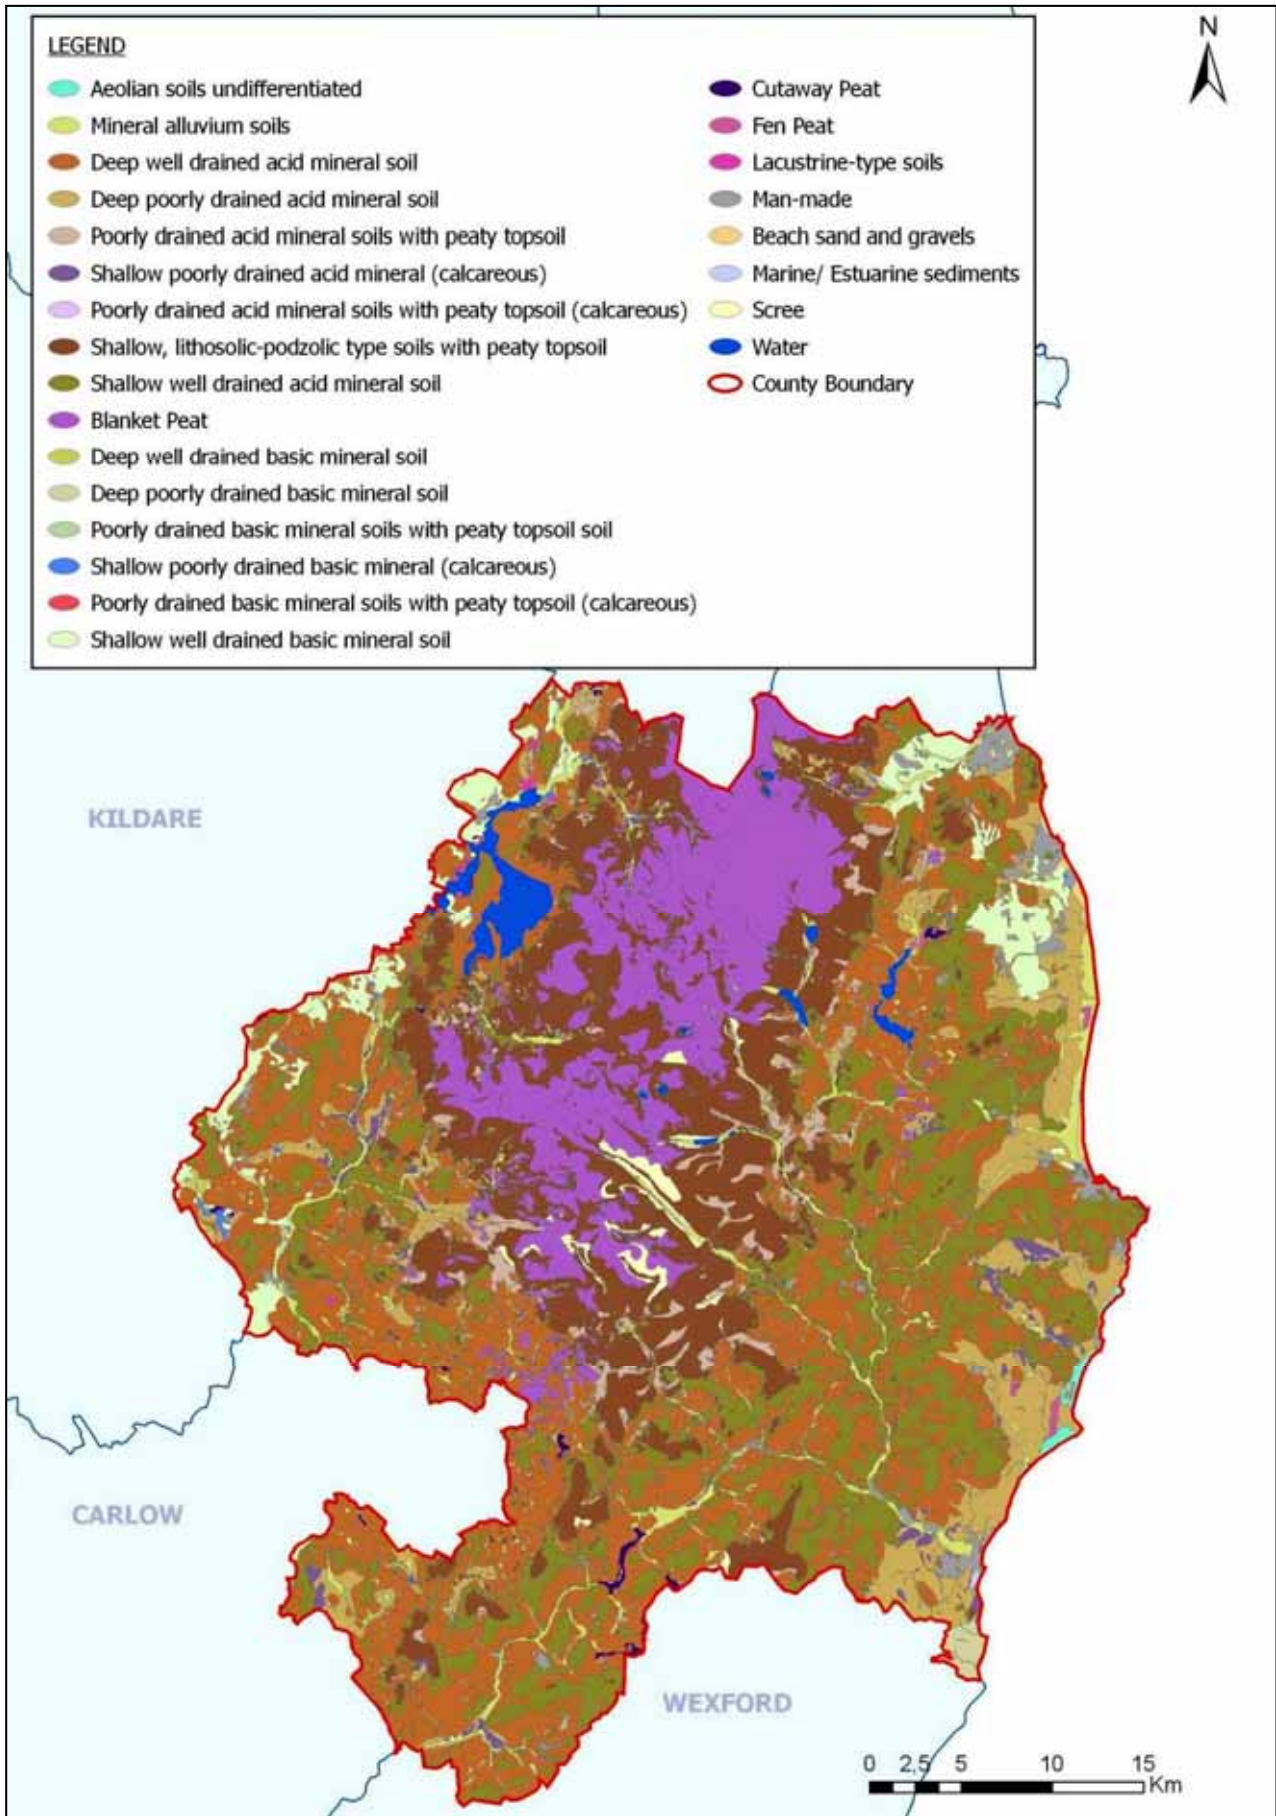 LEGEND
Aeolian soils undifferentiated
Mineral alluvium soils
Deep well drained acid mineral soil
Deep poorly drained acid mineral soil
Poorly drained acid mineral soils with peaty topsoil
Shallow poorly drained acid mineral (calcareous)
Poorly drained acid mineral soils with peaty topsoil (calcareous)
Shallow, lithosolic-podzolic type soils with peaty topsoil
Shallow well drained acid mineral soil
Blanket Peat
Deep well drained basic mineral soil
Deep poorly drained basic mineral soil
Poorly drained basic mineral soils with peaty topsoil soil
Shallow poorly drained basic mineral (calcareous)
Poorly drained basic mineral soils with peaty topsoil (calcareous)
Shallow well drained basic mineral soil
Cutaway Peat
Fen Peat
Lacustrine-type soils
Man-made
Beach sand and gravels
Marine/ Estuarine sediments
Scree
Water
County Boundary
N
KILDARE
CARLOW
WEXFORD
0 2,5 5 10 15
Km